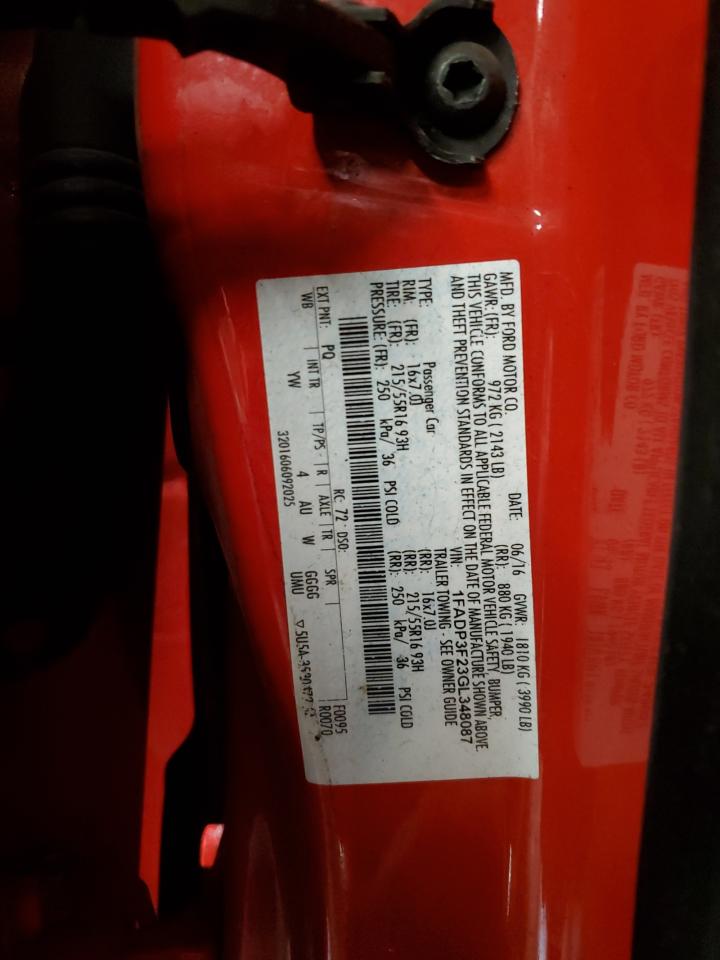 MFD. BY FORD MOTOR CO.
DATE: 06/16 GVWR: 1810 KG ( 3990 LB)
GAWR: (FR): 972 KG ( 2143 LB) (RR): 880 KG ( 1940 LB)
THIS VEHICLE CONFORMS TO ALL APPLICABLE FEDERAL MOTOR VEHICLE SAFETY, BUMPER,
AND THEFT PREVENTION STANDARDS IN EFFECT ON THE DATE OF MANUFACTURE SHOWN ABOVE.
VIN: 1FADP3F23GL348087
TYPE: Passenger Car TRAILER TOWING - SEE OWNER GUIDE
RIM: (FR): 16x7.0J (RR): 16x7.0J
TIRE: (FR): 215/55R16 93H (RR): 215/55R16 93H
PRESSURE: (FR): 250 kPa/ 36 PSI COLD (RR): 250 kPa/ 36 PSI COLD
RC: 72 DSO: F0095
EXT PNT: PQ R0070
INT TR TP/PS R AXLE TR SPR
WB YW 4 AU W GGGG
UMU
3201606092025